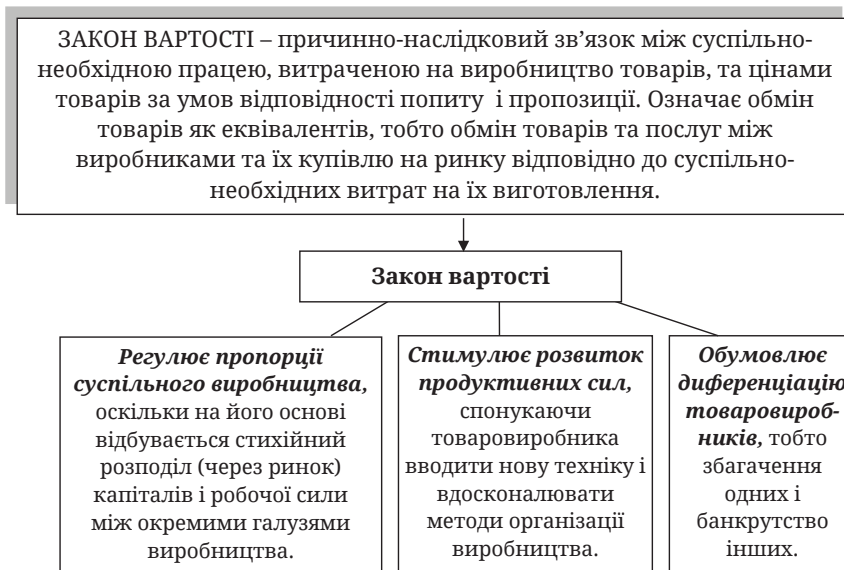 ЗАКОН ВАРТОСТІ – причинно-наслідковий зв’язок між суспільно-
необхідною працею, витраченою на виробництво товарів, та цінами
товарів за умов відповідності попиту і пропозиції. Означає обмін
товарів як еквівалентів, тобто обмін товарів та послуг між
виробниками та їх купівлю на ринку відповідно до суспільно-
необхідних витрат на їх виготовлення.
Закон вартості
Регулює пропорції
суспільного виробництва,
оскільки на його основі
відбувається стихійний
розподіл (через ринок)
капіталів і робочої сили
між окремими галузями
виробництва.
Стимулює розвиток
продуктивних сил,
спонукаючи
товаровиробника
вводити нову техніку і
вдосконалювати
методи організації
виробництва.
Обумовлює
диференціацію
товаровироб-
ників, тобто
збагачення
одних і
банкрутство
інших.